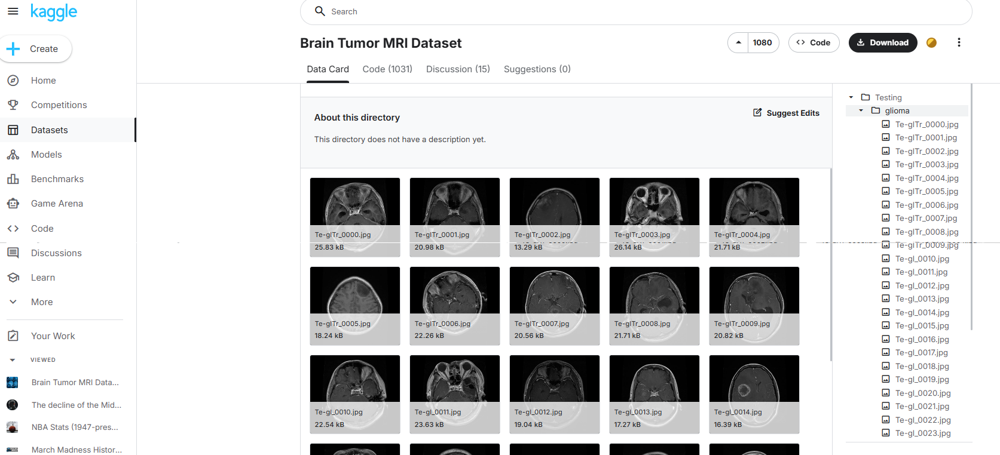 kaggle
Search
Create
Home
Competitions
Datasets
Models
Benchmarks
Game Arena
Code
Discussions
Learn
More
Your Work
VIEWED
Brain Tumor MRI Data...
The decline of the Mid...
NBA Stats (1947-pres...
March Madness Histor...
Brain Tumor MRI Dataset
1080
Code
Download
Data Card
Code (1031)
Discussion (15)
Suggestions (0)
About this directory
Suggest Edits
This directory does not have a description yet.
Te-glTr_0000.jpg
25.83 kB
Te-glTr_0001.jpg
20.98 kB
Te-glTr_0002.jpg
13.29 kB
Te-glTr_0003.jpg
26.14 kB
Te-glTr_0004.jpg
21.71 kB
Te-glTr_0005.jpg
18.24 kB
Te-glTr_0006.jpg
22.26 kB
Te-glTr_0007.jpg
20.56 kB
Te-glTr_0008.jpg
21.71 kB
Te-glTr_0009.jpg
20.82 kB
Te-gl_0010.jpg
22.54 kB
Te-gl_0011.jpg
23.63 kB
Te-gl_0012.jpg
19.04 kB
Te-gl_0013.jpg
17.27 kB
Te-gl_0014.jpg
16.39 kB
Testing
glioma
Te-glTr_0000.jpg
Te-glTr_0001.jpg
Te-glTr_0002.jpg
Te-glTr_0003.jpg
Te-glTr_0004.jpg
Te-glTr_0005.jpg
Te-glTr_0006.jpg
Te-glTr_0007.jpg
Te-glTr_0008.jpg
Te-glTr_0009.jpg
Te-gl_0010.jpg
Te-gl_0011.jpg
Te-gl_0012.jpg
Te-gl_0013.jpg
Te-gl_0014.jpg
Te-gl_0015.jpg
Te-gl_0016.jpg
Te-gl_0017.jpg
Te-gl_0018.jpg
Te-gl_0019.jpg
Te-gl_0020.jpg
Te-gl_0021.jpg
Te-gl_0022.jpg
Te-gl_0023.jpg